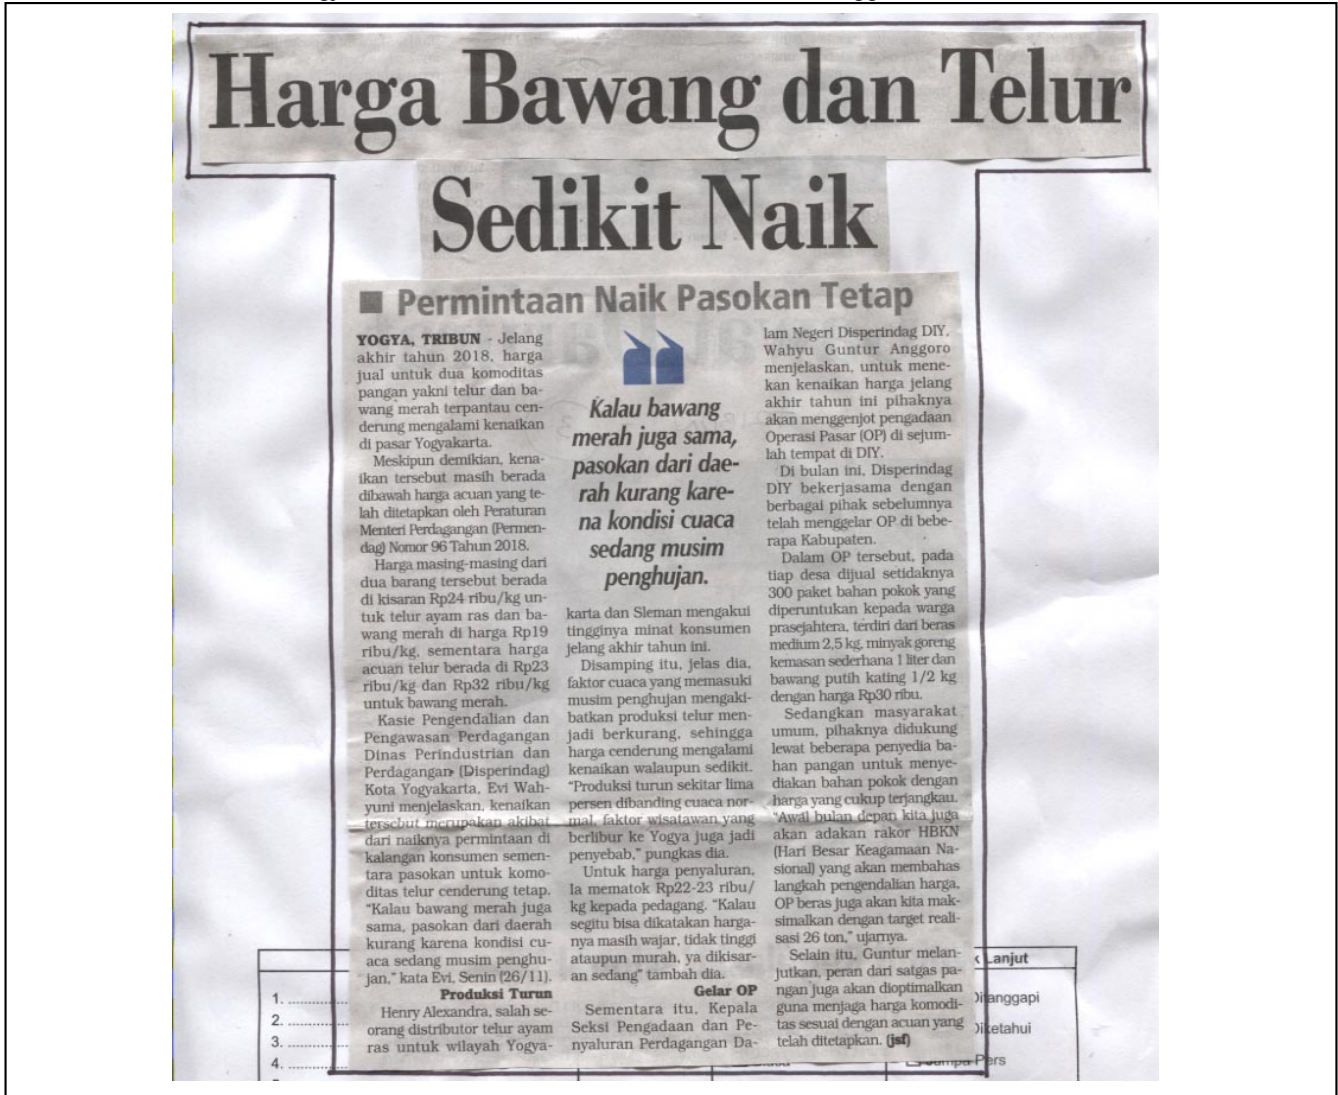 Harga Bawang dan Telur
Sedikit Naik
■ Permintaan Naik Pasokan Tetap
YOGYA, TRIBUN - Jelang
akhir tahun 2018, harga
jual untuk dua komoditas
pangan yakni telur dan ba-
wang merah terpantau cen-
derung mengalami kenaikan
di pasar Yogyakarta.
Meskipun demikian, kena-
ikan tersebut masih berada
dibawah harga acuan yang te-
lah ditetapkan oleh Peraturan
Menteri Perdagangan (Permen-
dag) Nomor 96 Tahun 2018.
Harga masing-masing dari
dua barang tersebut berada
di kisaran Rp24 ribu/kg un-
tuk telur ayam ras dan ba-
wang merah di harga Rp19
ribu/kg, sementara harga
acuan telur berada di Rp23
ribu/kg dan Rp32 ribu/kg
untuk bawang merah.
Kasie Pengendalian dan
Pengawasan Perdagangan
Dinas Perindustrian dan
Perdagangan (Disperindag)
Kota Yogyakarta, Evi Wah-
yuni menjelaskan, kenaikan
tersebut merupakan akibat
dari naiknya permintaan di
kalangan konsumen semen-
tara pasokan untuk komo-
ditas telur cenderung tetap.
"Kalau bawang merah juga
sama, pasokan dari daerah
kurang karena kondisi cu-
aca sedang musim penghu-
jan," kata Evi, Senin (26/11).
Produksi Turun
Henry Alexandra, salah se-
orang distributor telur ayam
ras untuk wilayah Yogya-
Kalau bawang
merah juga sama,
pasokan dari dae-
rah kurang kare-
na kondisi cuaca
sedang musim
penghujan.
karta dan Sleman mengakui
tingginya minat konsumen
jelang akhir tahun ini.
Disamping itu, jelas dia,
faktor cuaca yang memasuki
musim penghujan mengaki-
batkan produksi telur men-
jadi berkurang, sehingga
harga cenderung mengalami
kenaikan walaupun sedikit.
"Produksi turun sekitar lima
persen dibanding cuaca nor-
mal, faktor wisatawan yang
berlibur ke Yogya juga jadi
penyebab," pungkas dia.
Untuk harga penyaluran,
Ia mematok Rp22-23 ribu/
kg kepada pedagang. "Kalau
segitu bisa dikatakan harga-
nya masih wajar, tidak tinggi
ataupun murah, ya dikisar-
an sedang" tambah dia.
Gelar OP
Sementara itu, Kepala
Seksi Pengadaan dan Pe-
nyaluran Perdagangan Da-
lam Negeri Disperindag DIY,
Wahyu Guntur Anggoro
menjelaskan, untuk mene-
kan kenaikan harga jelang
akhir tahun ini pihaknya
akan menggenjot pengadaan
Operasi Pasar (OP) di sejum-
lah tempat di DIY.
Di bulan ini, Disperindag
DIY bekerjasama dengan
berbagai pihak sebelumnya
telah menggelar OP di bebe-
rapa Kabupaten.
Dalam OP tersebut, pada
tiap desa dijual setidaknya
300 paket bahan pokok yang
diperuntukan kepada warga
prasejahtera, terdiri dari beras
medium 2,5 kg, minyak goreng
kemasan sederhana 1 liter dan
bawang putih kating 1/2 kg
dengan harga Rp30 ribu.
Sedangkan masyarakat
umum, pihaknya didukung
lewat beberapa penyedia ba-
han pangan untuk menye-
diakan bahan pokok dengan
harga yang cukup terjangkau.
"Awal bulan depan kita juga
akan adakan rakor HBKN
(Hari Besar Keagamaan Na-
sional) yang akan membahas
langkah pengendalian harga,
OP beras juga akan kita mak-
simalkan dengan target reali-
sasi 26 ton," ujarnya.
Selain itu, Guntur melan-
jutkan, peran dari satgas pa-
ngan juga akan dioptimalkan
guna menjaga harga komodi-
tas sesuai dengan acuan yang
telah ditetapkan. (jsf)
Lanjut
1. ..............
2. ..............
3. ..............
4. ..............
Ditanggapi
Diketahui
Pers